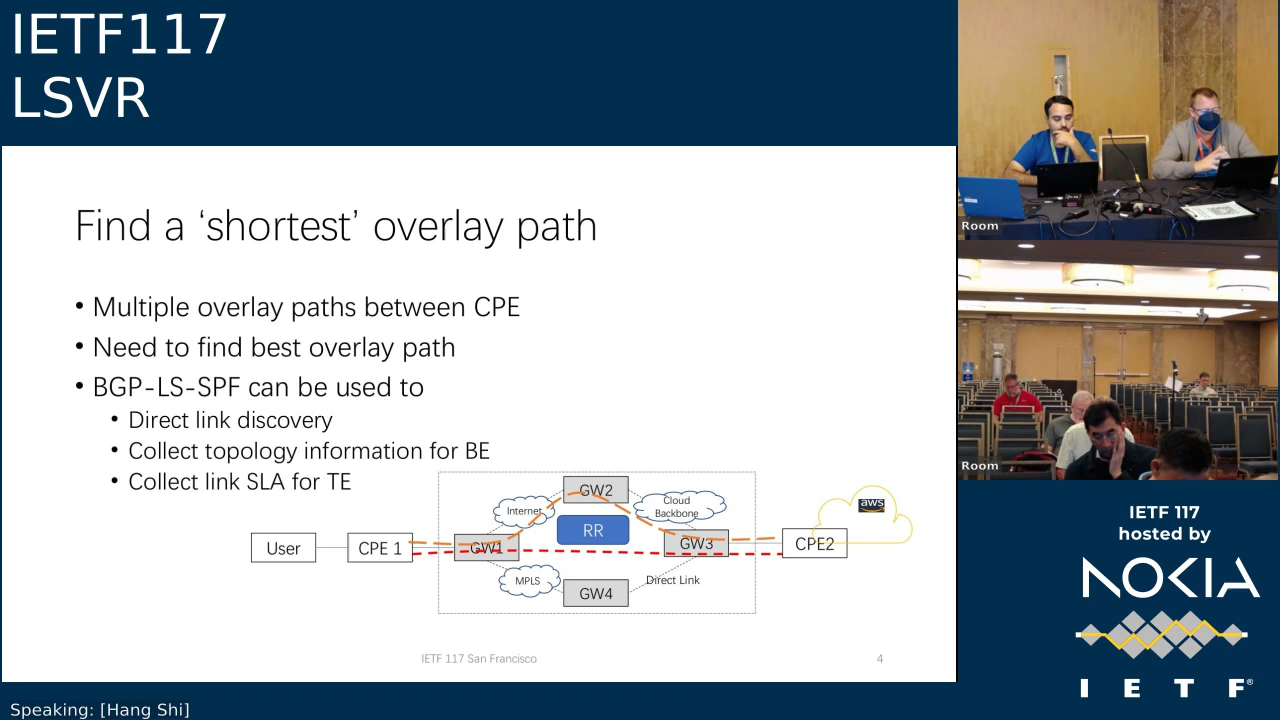 IETF117
LSVR
Find a ‘shortest’ overlay path
• Multiple overlay paths between CPE
• Need to find best overlay path
• BGP-LS-SPF can be used to
• Direct link discovery
• Collect topology information for BE
• Collect link SLA for TE
GW2
Internet
Cloud
Backbone
aws
RR
User
CPE 1
GW1
GW3
CPE2
MPLS
GW4
Direct Link
IETF 117 San Francisco
4
Speaking: [Hang Shi]
Room
Room
IETF 117
hosted by
NOKIA
I E T F®